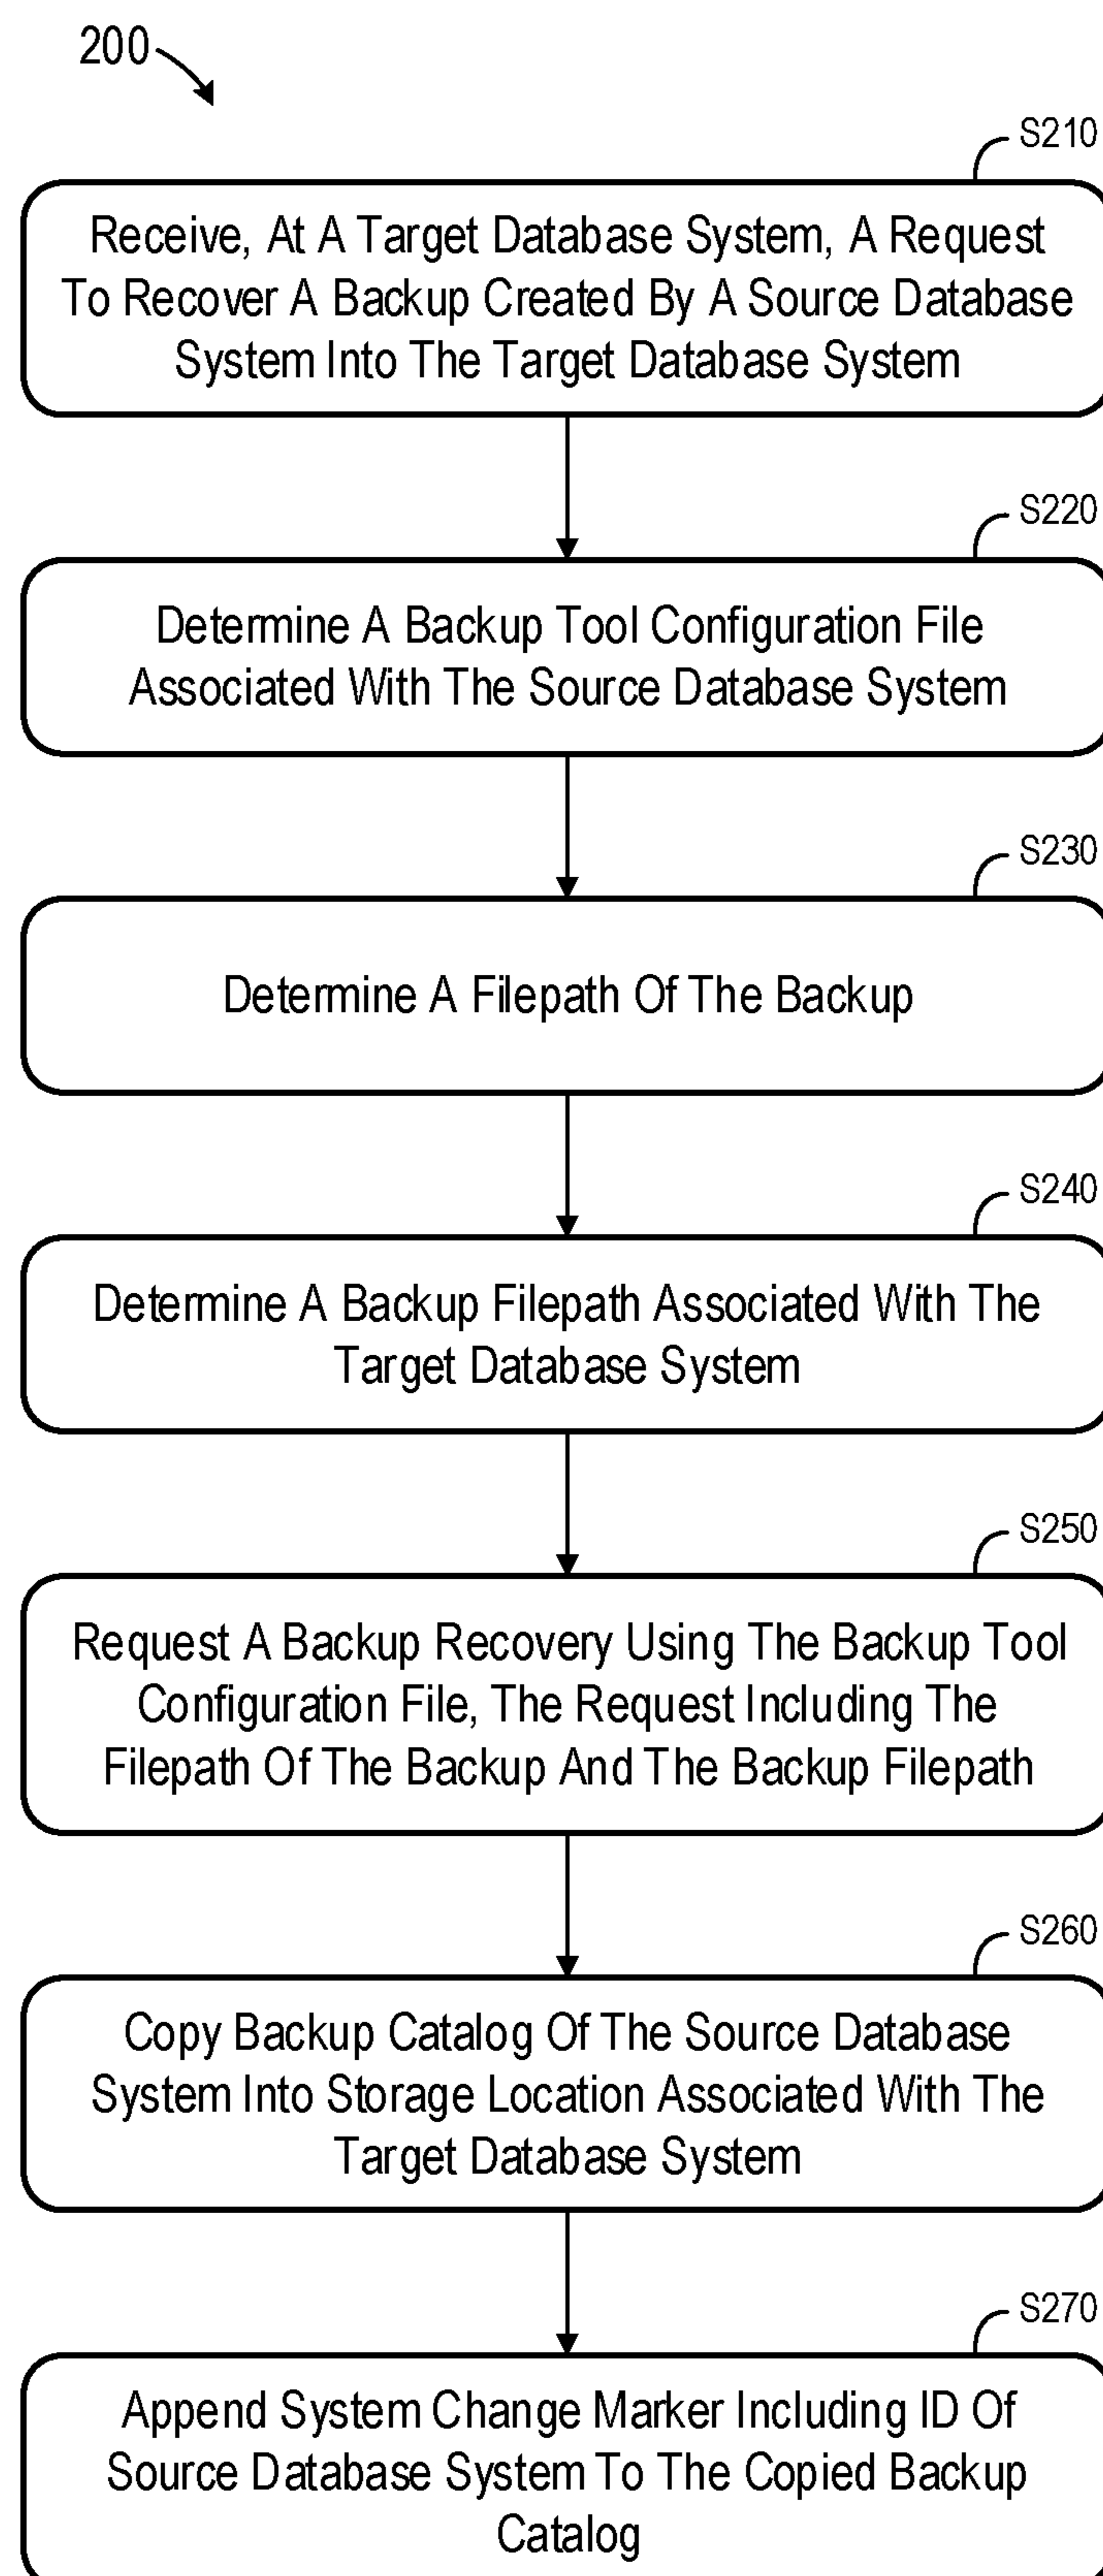 200
S210
Receive, At A Target Database System, A Request
To Recover A Backup Created By A Source Database
System Into The Target Database System
S220
Determine A Backup Tool Configuration File
Associated With The Source Database System
S230
Determine A Filepath Of The Backup
S240
Determine A Backup Filepath Associated With The
Target Database System
S250
Request A Backup Recovery Using The Backup Tool
Configuration File, The Request Including The
Filepath Of The Backup And The Backup Filepath
S260
Copy Backup Catalog Of The Source Database
System Into Storage Location Associated With The
Target Database System
S270
Append System Change Marker Including ID Of
Source Database System To The Copied Backup
Catalog